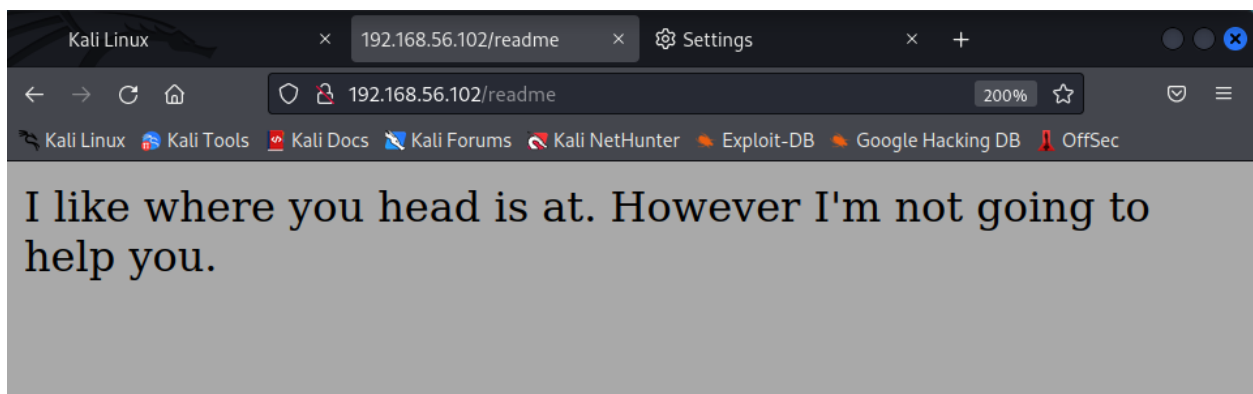 Kali Linux
192.168.56.102/readme
Settings
192.168.56.102/readme
200%
Kali Linux Kali Tools Kali Docs Kali Forums Kali NetHunter Exploit-DB Google Hacking DB OffSec
I like where you head is at. However I'm not going to
help you.